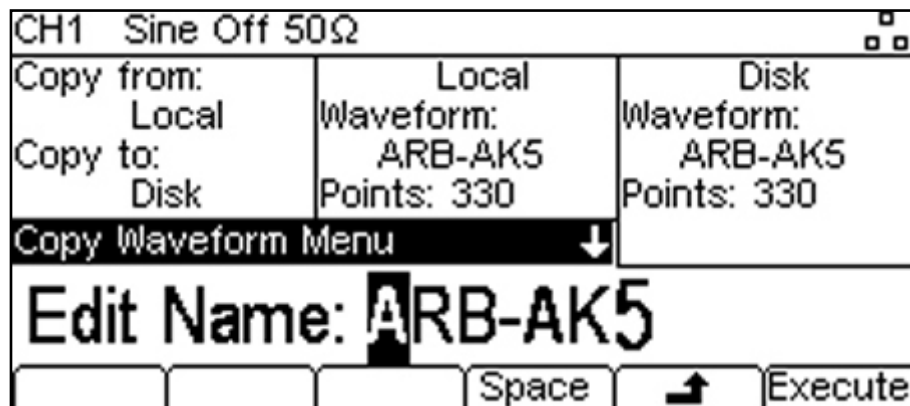 CH1 Sine Off 50Ω
Copy from:
Local
Copy to:
Disk
Local
Waveform:
ARB-AK5
Points: 330
Disk
Waveform:
ARB-AK5
Points: 330
Copy Waveform Menu
Edit Name: ARB-AK5
Space
Execute